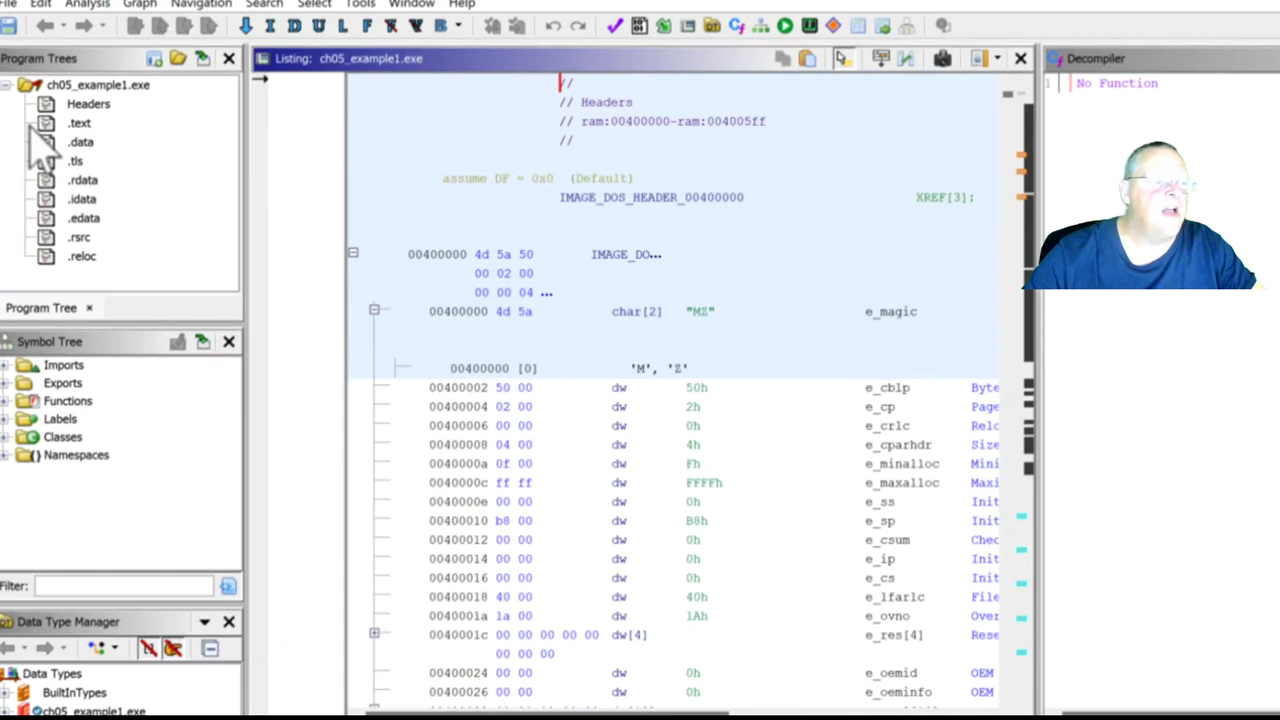 File Edit Analysis Graph Navigation Search Select Tools Window Help
I D U L F R V B
Program Trees
Listing: ch05_example1.exe
Decompiler
ch05_example1.exe
Headers
.text
.data
.tls
.rdata
.idata
.edata
.rsrc
.reloc
Program Tree ×
Symbol Tree
Imports
Exports
Functions
Labels
Classes
Namespaces
Filter:
Data Type Manager
Data Types
BuiltInTypes
ch05_example1.exe
//
// Headers
// ram:00400000-ram:004005ff
//
assume DF = 0x0 (Default)
IMAGE_DOS_HEADER_00400000 XREF[3]:
00400000 4d 5a 50 IMAGE_DO...
00 02 00
00 00 04 ...
00400000 4d 5a char[2] "MZ" e_magic
00400000 [0] 'M', 'Z'
00400002 50 00 dw 50h e_cblp Byte
00400004 02 00 dw 2h e_cp Page
00400006 00 00 dw 0h e_crlc Relc
00400008 04 00 dw 4h e_cparhdr Size
0040000a 0f 00 dw Fh e_minalloc Mini
0040000c ff ff dw FFFFh e_maxalloc Maxi
0040000e 00 00 dw 0h e_ss Init
00400010 b8 00 dw B8h e_sp Init
00400012 00 00 dw 0h e_csum Chec
00400014 00 00 dw 0h e_ip Init
00400016 00 00 dw 0h e_cs Init
00400018 40 00 dw 40h e_lfarlc File
0040001a 1a 00 dw 1Ah e_ovno Over
0040001c 00 00 00 00 00 dw[4] e_res[4] Rese
00 00 00
00400024 00 00 dw 0h e_oemid OEM
00400026 00 00 dw 0h e_oeminfo OEM
1 No Function